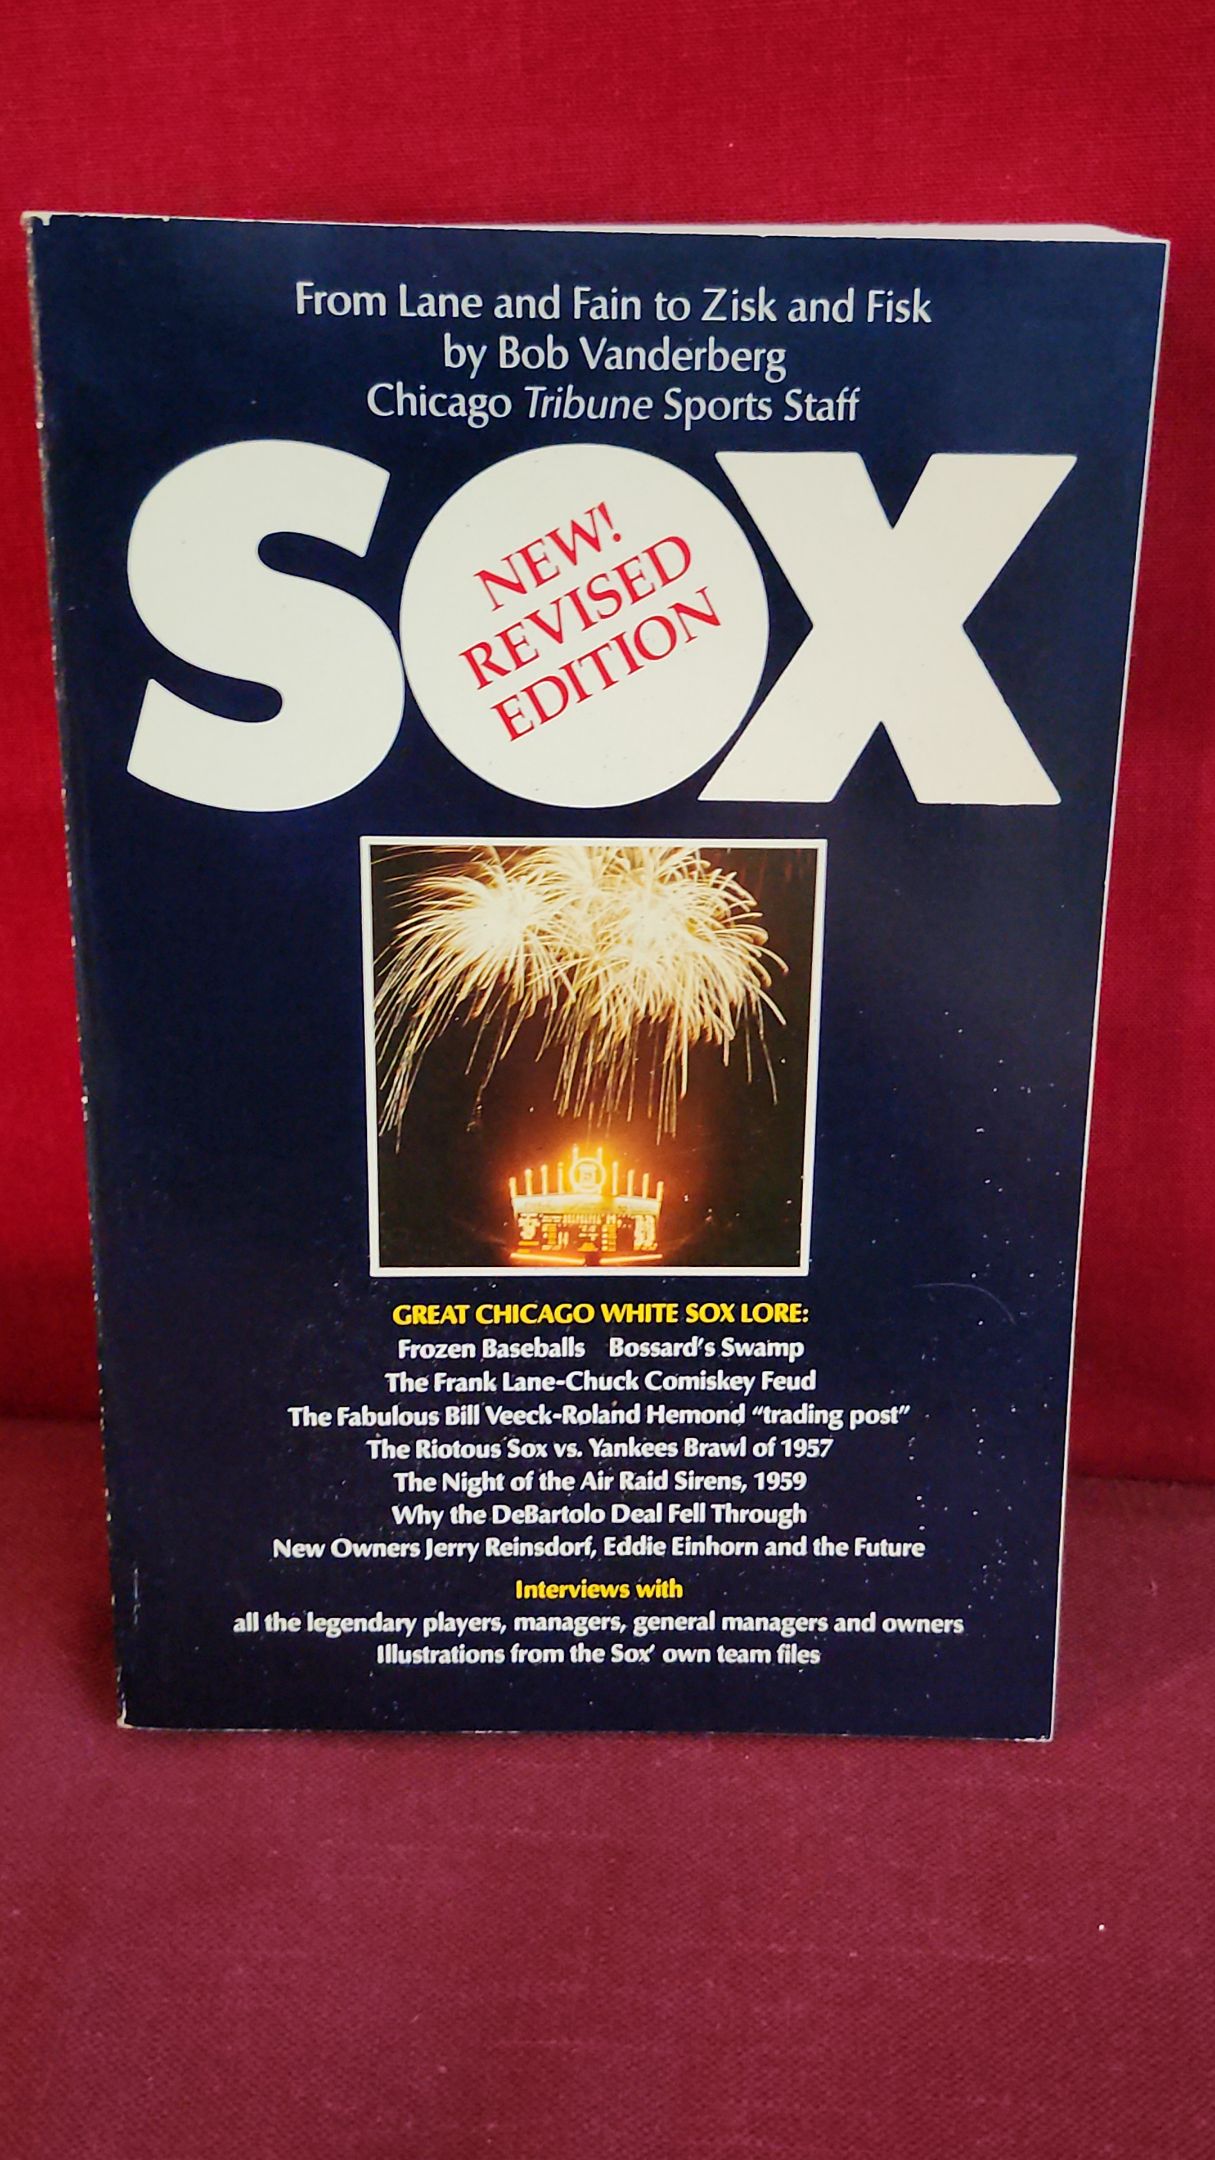 From Lane and Fain to Zisk and Fisk
by Bob Vanderberg
Chicago Tribune Sports Staff
SOX
NEW!
REVISED
EDITION
GREAT CHICAGO WHITE SOX LORE:
Frozen Baseballs Bossard's Swamp
The Frank Lane-Chuck Comiskey Feud
The Fabulous Bill Veeck-Roland Hemond "trading post"
The Riotous Sox vs. Yankees Brawl of 1957
The Night of the Air Raid Sirens, 1959
Why the DeBartolo Deal Fell Through
New Owners Jerry Reinsdorf, Eddie Einhorn and the Future
Interviews with
all the legendary players, managers, general managers and owners
Illustrations from the Sox' own team files